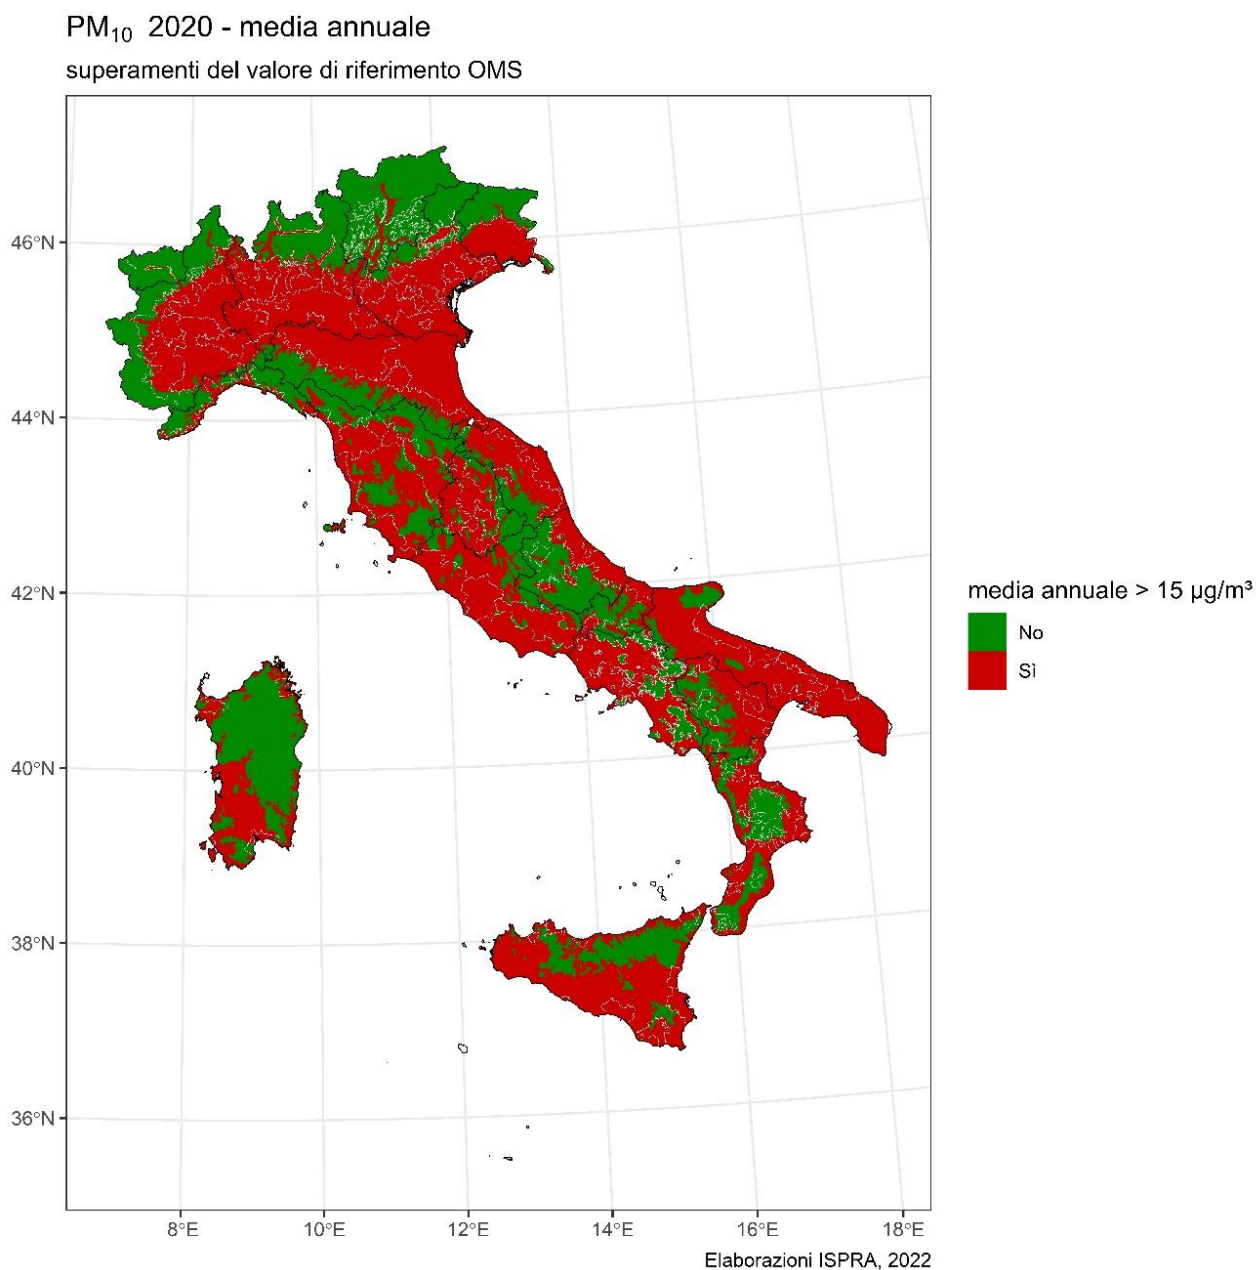 PM₁₀ 2020 - media annuale
superamenti del valore di riferimento OMS
46°N
44°N
42°N
40°N
38°N
36°N
8°E
10°E
12°E
14°E
16°E
18°E
media annuale > 15 µg/m³
No
Sì
Elaborazioni ISPRA, 2022